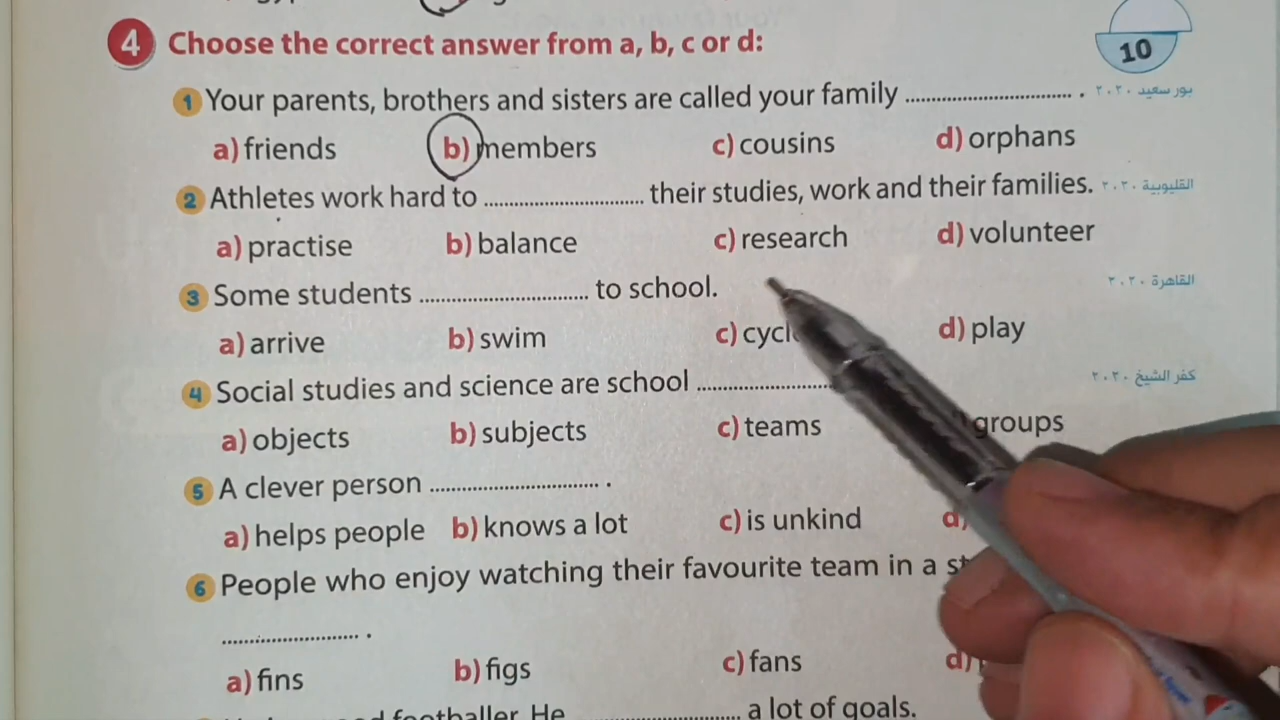 4 Choose the correct answer from a, b, c or d:
10
1 Your parents, brothers and sisters are called your family .............................. . بور سعيد ٢٠٢٠
a) friends b) members c) cousins d) orphans
2 Athletes work hard to .............................. their studies, work and their families. القليوبية ٢٠٢٠
a) practise b) balance c) research d) volunteer
3 Some students .............................. to school. القاهرة ٢٠٢٠
a) arrive b) swim c) d) play
4 Social studies and science are school ........................ كفر الشيخ ٢٠٢٠
a) objects b) subjects c) teams groups
5 A clever person .............................. .
a) helps people b) knows a lot c) is unkind
6 People who enjoy watching their favourite team in a
........................ .
a) fins b) figs c) fans
footballer. He ........................ a lot of goals.